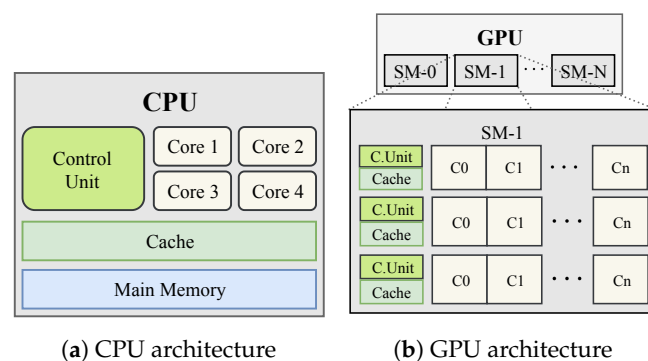 CPU
Control
Unit
Core 1
Core 2
Core 3
Core 4
Cache
Main Memory
(a) CPU architecture
GPU
SM-0
SM-1
...
SM-N
SM-1
C.Unit
Cache
C0
C1
...
Cn
C.Unit
Cache
C0
C1
...
Cn
C.Unit
Cache
C0
C1
...
Cn
(b) GPU architecture